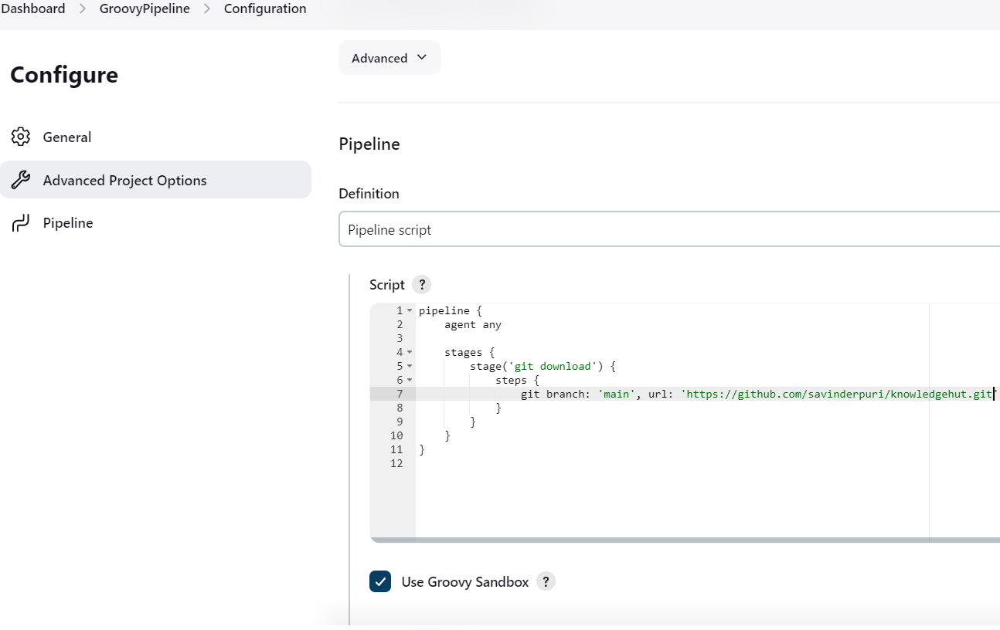 Dashboard > GroovyPipeline > Configuration
Configure
General
Advanced Project Options
Pipeline
Advanced
Pipeline
Definition
Pipeline script
Script ?
1 pipeline {
2     agent any
3
4     stages {
5         stage('git download') {
6             steps {
7                 git branch: 'main', url: 'https://github.com/savinderpuri/knowledgehut.git'
8             }
9         }
10     }
11 }
12
Use Groovy Sandbox ?